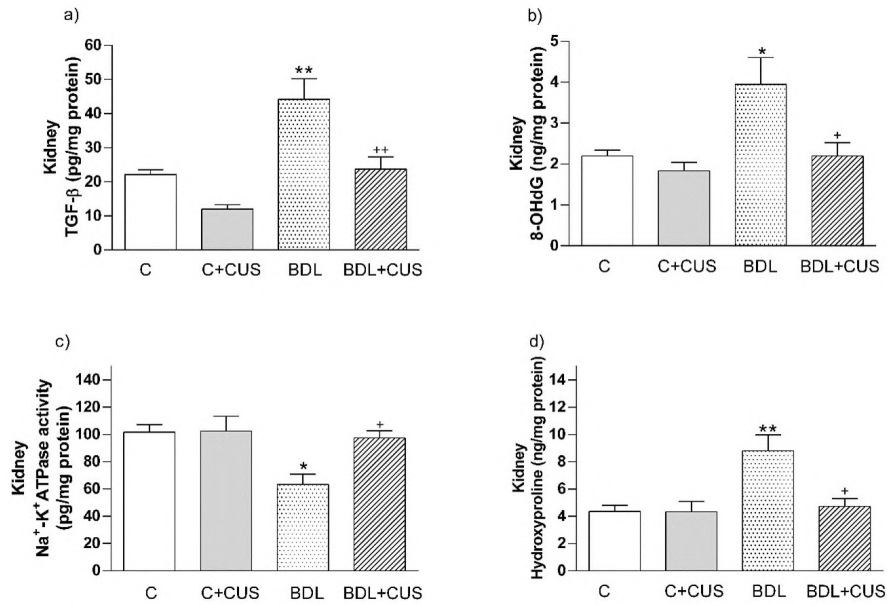 a)
Kidney
TGF-β (pg/mg protein)
60
50
40
30
20
10
0
**
++
C
C+CUS
BDL
BDL+CUS
b)
Kidney
8-OHdG (ng/mg protein)
5
4
3
2
1
0
*
+
C
C+CUS
BDL
BDL+CUS
c)
Kidney
Na⁺-K⁺ATPase activity
(pg/mg protein)
140
120
100
80
60
40
20
0
*
+
C
C+CUS
BDL
BDL+CUS
d)
Kidney
Hydroxyproline (ng/mg protein)
14
12
10
8
6
4
2
0
**
+
C
C+CUS
BDL
BDL+CUS